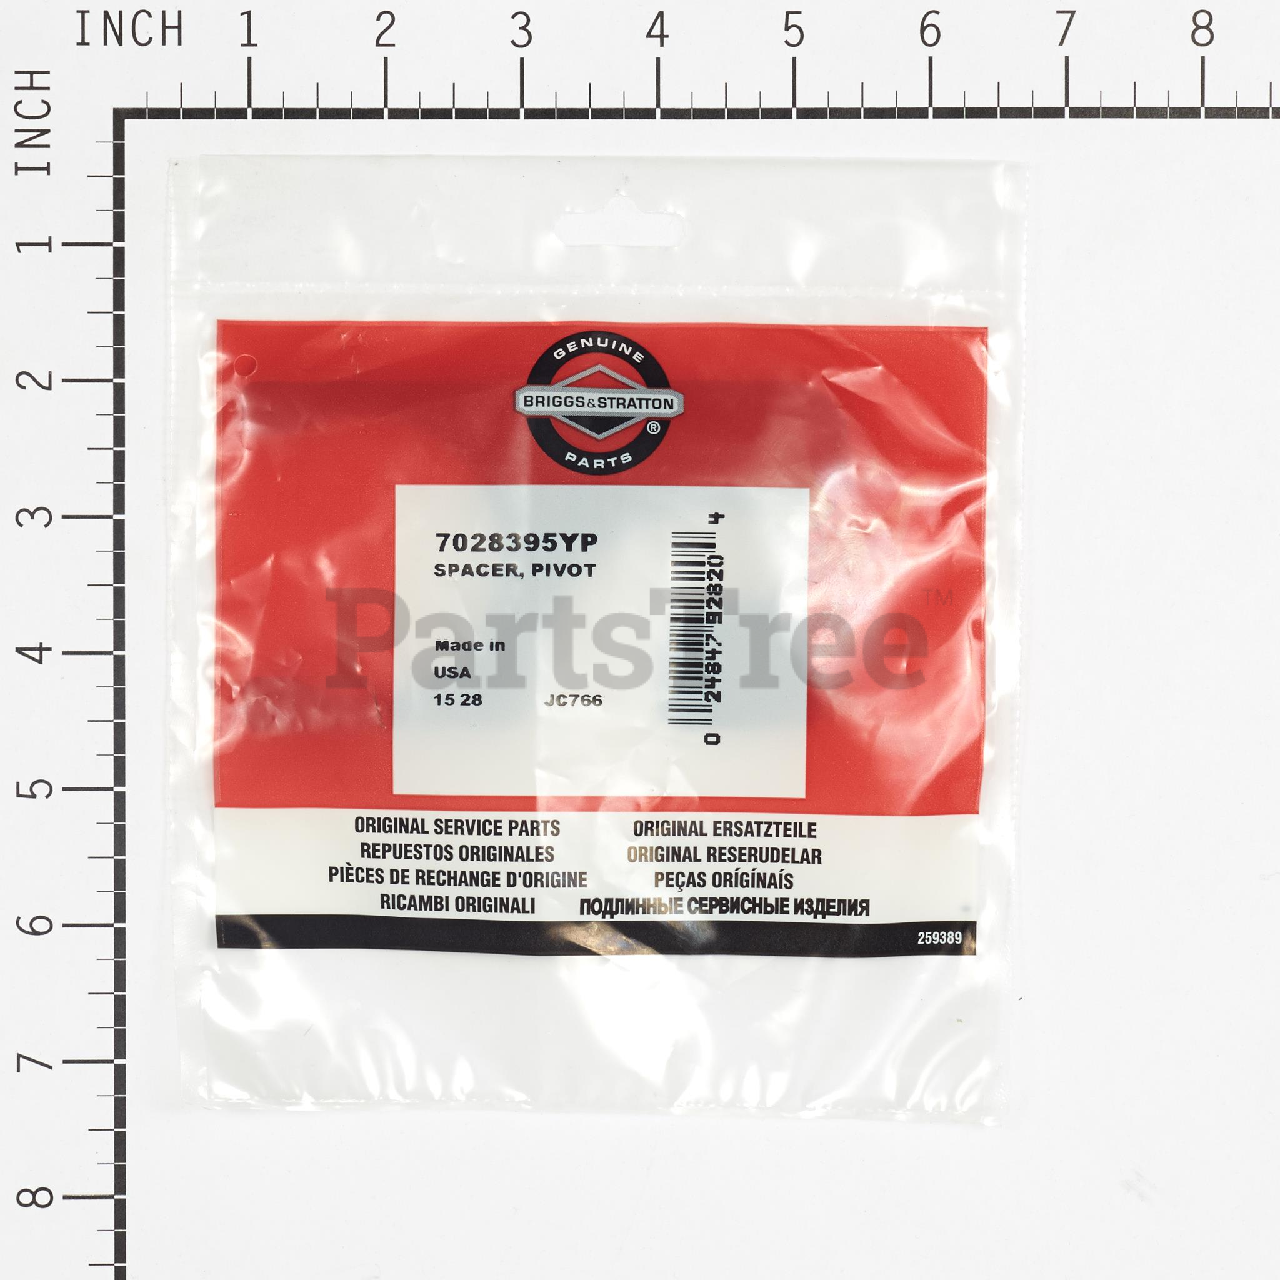 INCH 1 2 3 4 5 6 7 8
INCH 1 2 3 4 5 6 7 8
GENUINE
BRIGGS&STRATTON
®
PARTS
7028395YP
SPACER, PIVOT
Made in
USA
15 28 JC766
0 24847 92820 4
PartsTree™
ORIGINAL SERVICE PARTS ORIGINAL ERSATZTEILE
REPUESTOS ORIGINALES ORIGINAL RESERUDELAR
PIÈCES DE RECHANGE D'ORIGINE PEÇAS ORÍGÍNAÍS
RICAMBI ORIGINALI ПОДЛИННЫЕ СЕРВИСНЫЕ ИЗДЕЛИЯ
259389